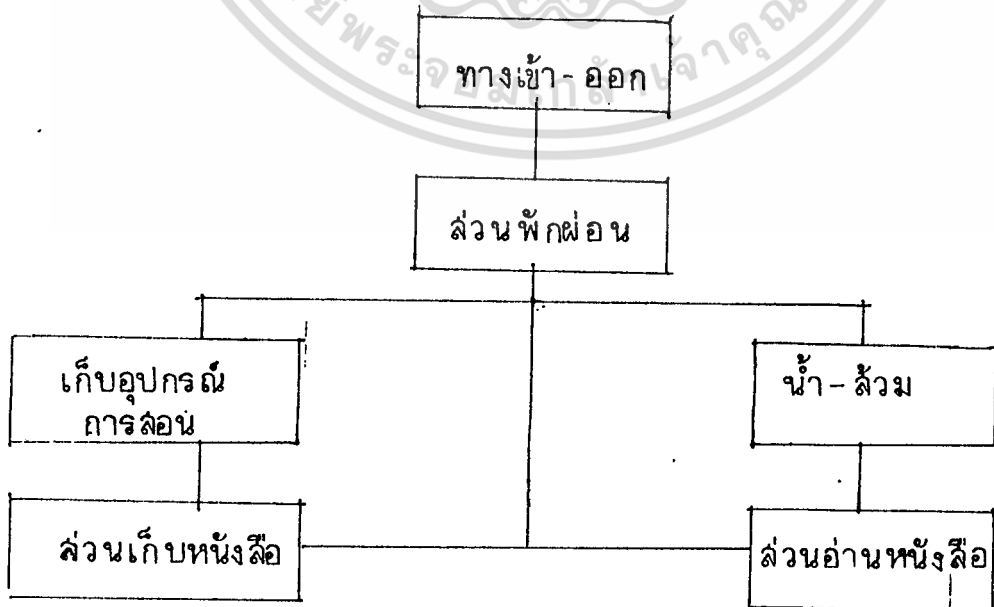 ทางเข้า-ออก
ส่วนพักผ่อน
เก็บอุปกรณ์
การสอน
น้ำ-ส้วม
ส่วนเก็บหนังสือ
ส่วนอ่านหนังสือ